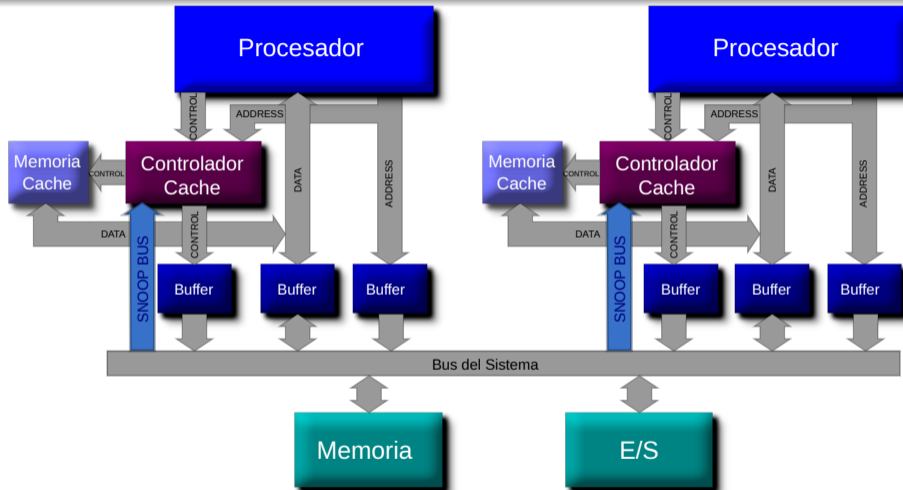 Procesador
Procesador
CONTROL
ADDRESS
CONTROL
ADDRESS
Memoria
Cache
CONTROL
Controlador
Cache
DATA
ADDRESS
Memoria
Cache
CONTROL
Controlador
Cache
DATA
ADDRESS
DATA
CONTROL
DATA
CONTROL
SNOOP BUS
Buffer
Buffer
Buffer
SNOOP BUS
Buffer
Buffer
Buffer
Bus del Sistema
Memoria
E/S